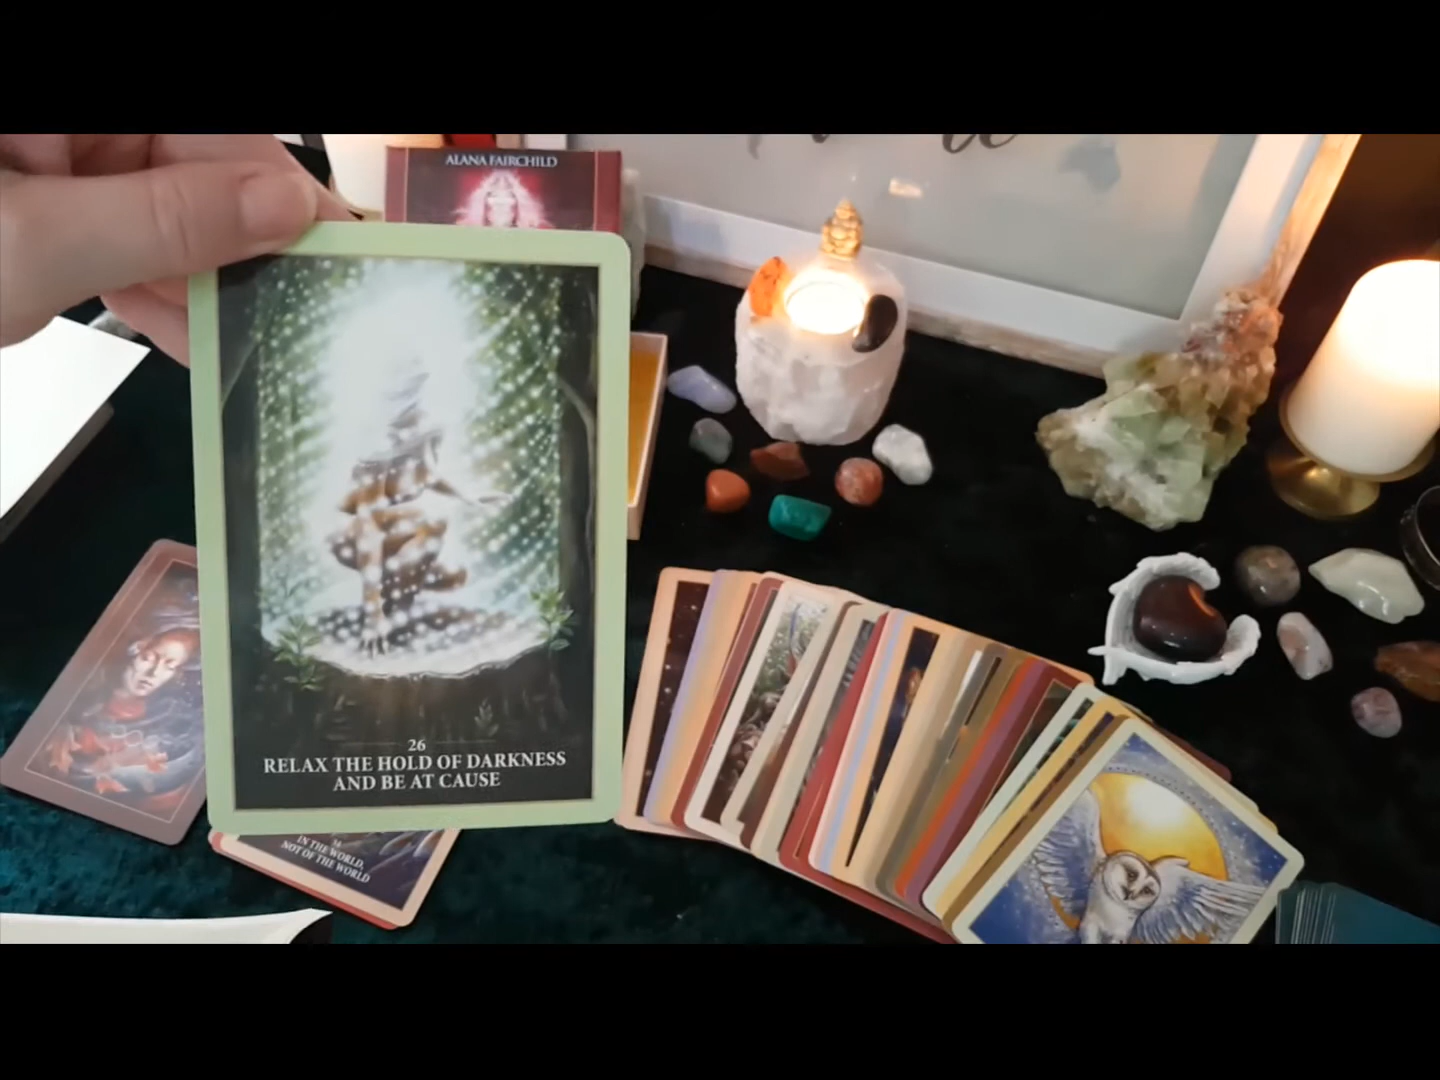 ALANA FAIRCHILD
26
RELAX THE HOLD OF DARKNESS
AND BE AT CAUSE
IN THE WORLD,
NOT OF THE WORLD